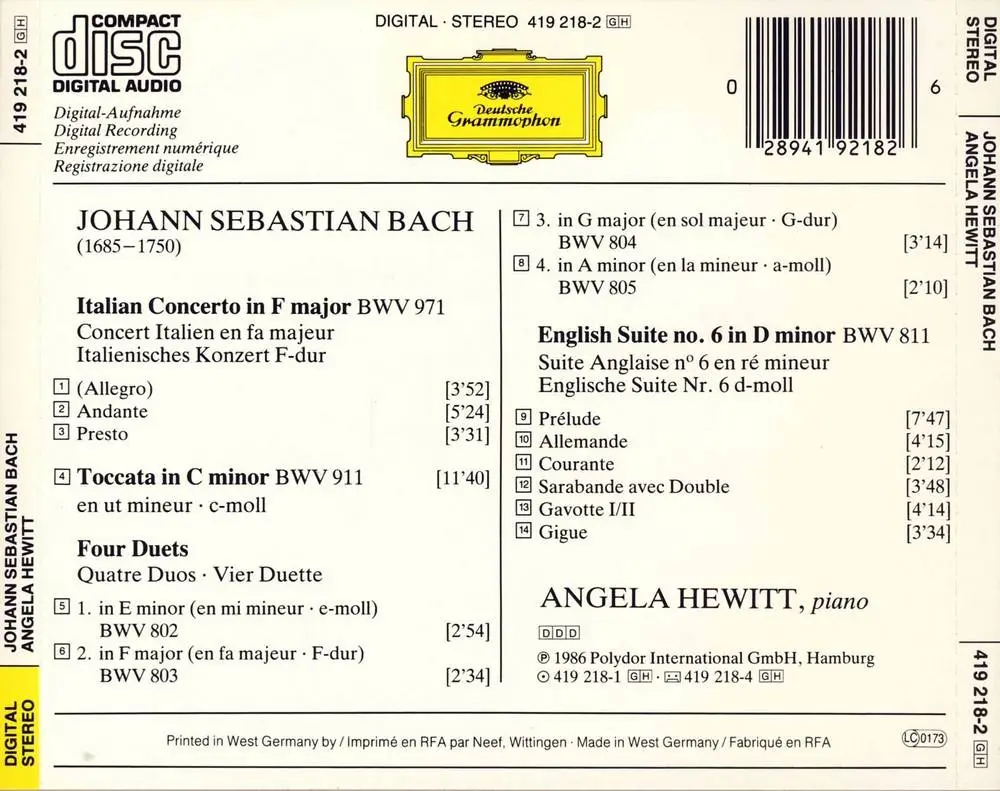 COMPACT
disc
DIGITAL AUDIO
Digital-Aufnahme
Digital Recording
Enregistrement numérique
Registrazione digitale
DIGITAL · STEREO 419 218-2 GH
Deutsche
Grammophon
0 28941 92182 6
JOHANN SEBASTIAN BACH
(1685–1750)
Italian Concerto in F major BWV 971
Concert Italien en fa majeur
Italienisches Konzert F-dur
1 (Allegro) [3'52]
2 Andante [5'24]
3 Presto [3'31]
4 Toccata in C minor BWV 911 [11'40]
en ut mineur · c-moll
Four Duets
Quatre Duos · Vier Duette
5 1. in E minor (en mi mineur · e-moll)
BWV 802 [2'54]
6 2. in F major (en fa majeur · F-dur)
BWV 803 [2'34]
7 3. in G major (en sol majeur · G-dur)
BWV 804 [3'14]
8 4. in A minor (en la mineur · a-moll)
BWV 805 [2'10]
English Suite no. 6 in D minor BWV 811
Suite Anglaise nº 6 en ré mineur
Englische Suite Nr. 6 d-moll
9 Prélude [7'47]
10 Allemande [4'15]
11 Courante [2'12]
12 Sarabande avec Double [3'48]
13 Gavotte I/II [4'14]
14 Gigue [3'34]
ANGELA HEWITT, piano
DDD
℗ 1986 Polydor International GmbH, Hamburg
419 218-1 GH · 419 218-4 GH
Printed in West Germany by / Imprimé en RFA par Neef, Wittingen · Made in West Germany / Fabriqué en RFA
LC 0173
419 218-2 GH
JOHANN SEBASTIAN BACH
ANGELA HEWITT
DIGITAL
STEREO
DIGITAL
STEREO
JOHANN SEBASTIAN BACH
ANGELA HEWITT
419 218-2 GH